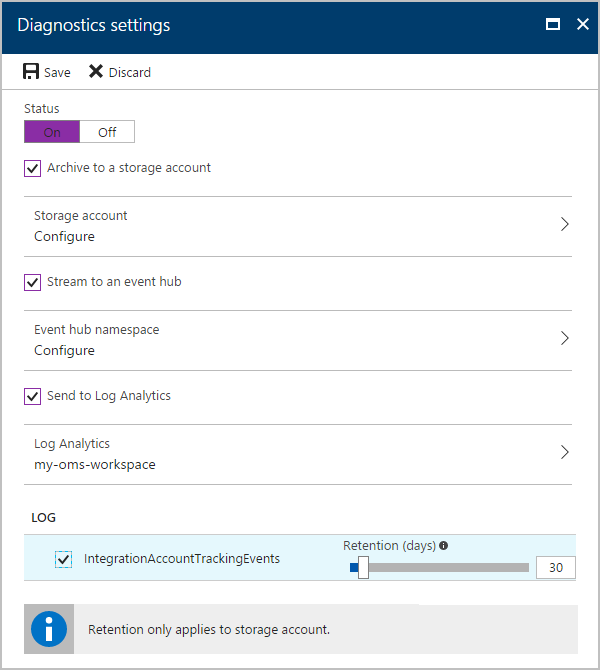 Diagnostics settings
Save Discard
Status
On Off
Archive to a storage account
Storage account
Configure
Stream to an event hub
Event hub namespace
Configure
Send to Log Analytics
Log Analytics
my-oms-workspace
LOG
Retention (days)
IntegrationAccountTrackingEvents
30
Retention only applies to storage account.